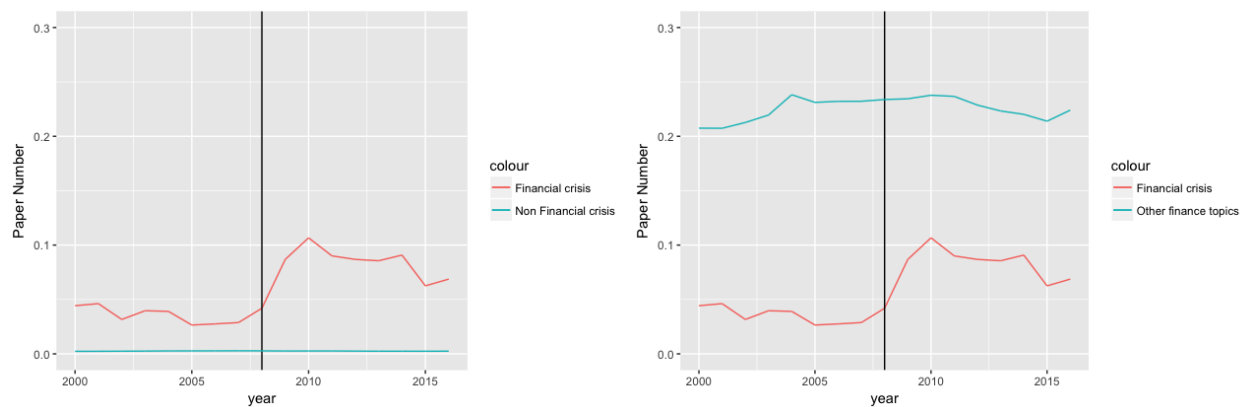 0.3
0.2
0.1
0.0
Paper Number
2000
2005
2010
2015
year
colour
Financial crisis
Non Financial crisis
0.3
0.2
0.1
0.0
Paper Number
2000
2005
2010
2015
year
colour
Financial crisis
Other finance topics